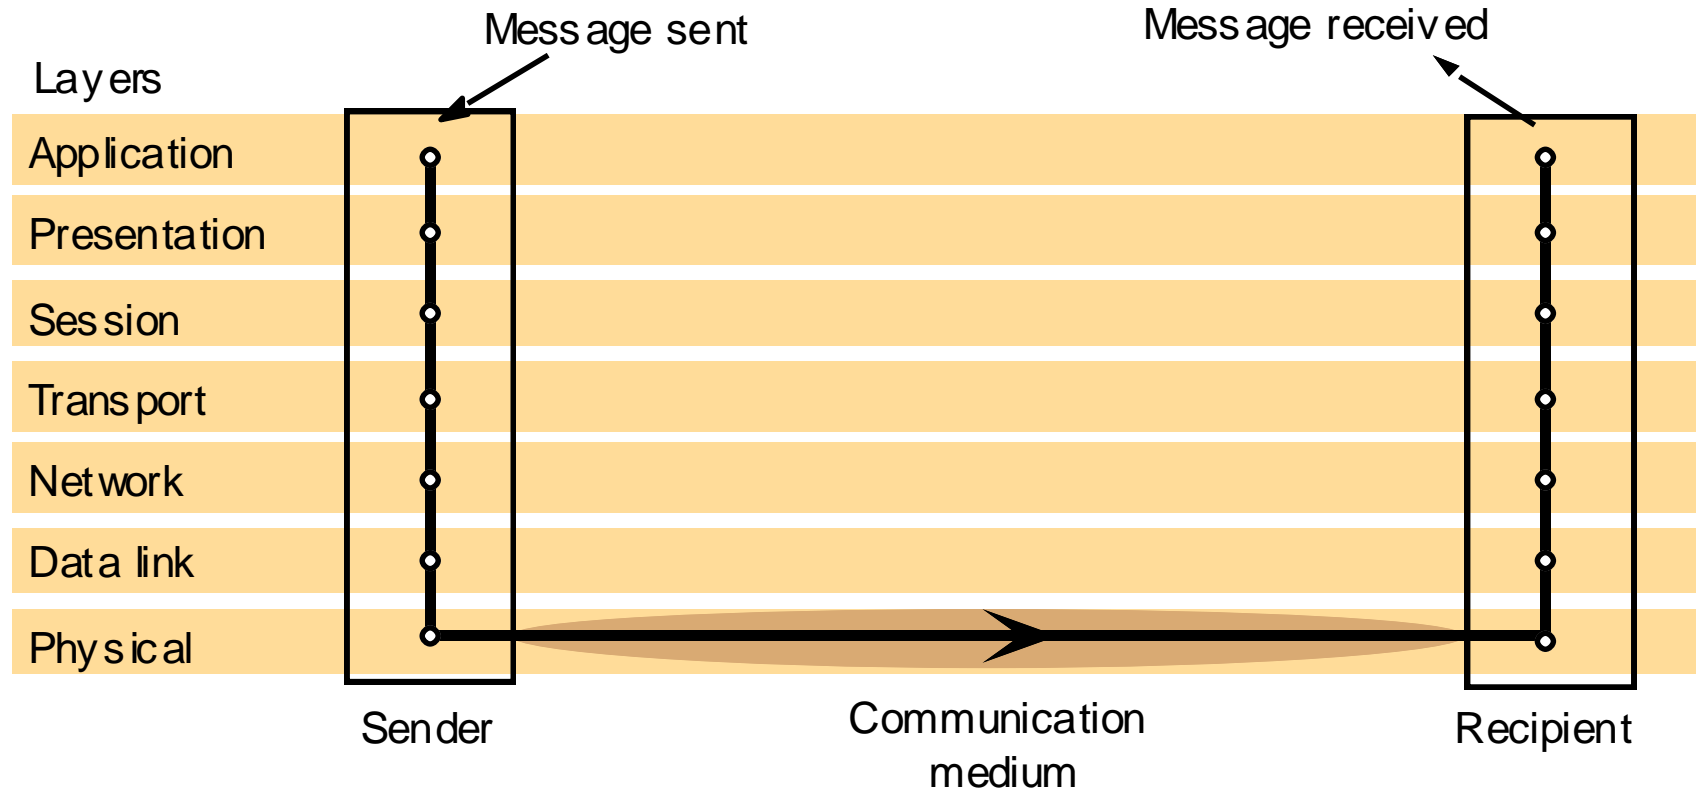 Message sent
Message received
Layers
Application
Presentation
Session
Transport
Network
Data link
Physical
Sender
Communication
medium
Recipient